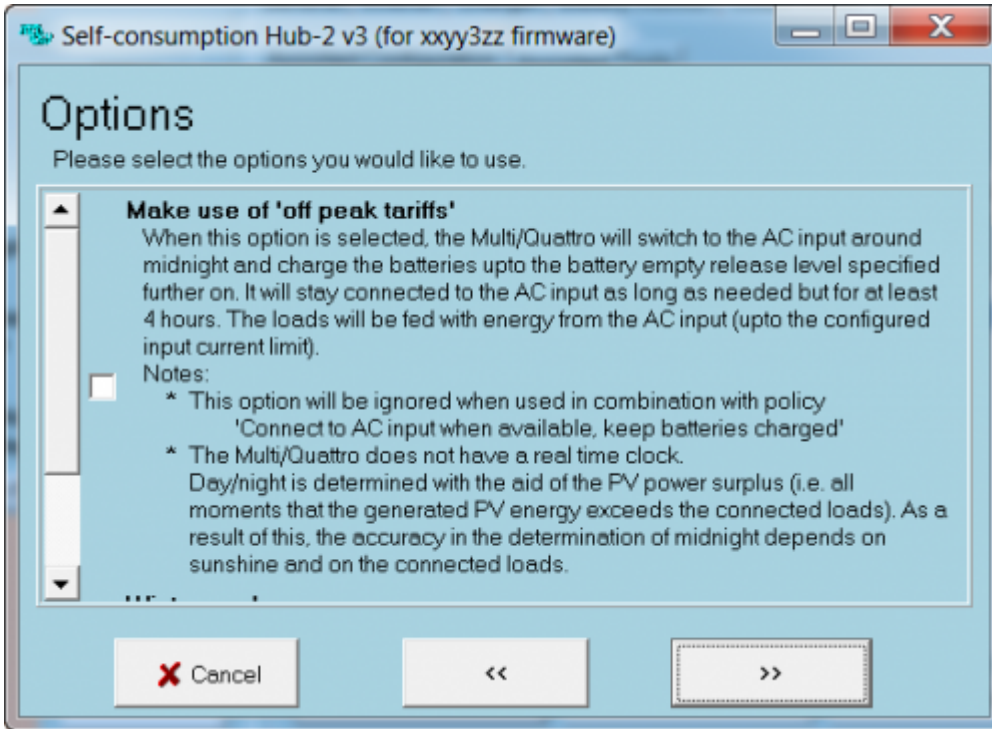 Self-consumption Hub-2 v3 (for xxyy3zz firmware)
Options
Please select the options you would like to use.
Make use of 'off peak tariffs'
When this option is selected, the Multi/Quattro will switch to the AC input around
midnight and charge the batteries upto the battery empty release level specified
further on. It will stay connected to the AC input as long as needed but for at least
4 hours. The loads will be fed with energy from the AC input (upto the configured
input current limit).
Notes:
* This option will be ignored when used in combination with policy
'Connect to AC input when available, keep batteries charged'
* The Multi/Quattro does not have a real time clock.
Day/night is determined with the aid of the PV power surplus (i.e. all
moments that the generated PV energy exceeds the connected loads). As a
result of this, the accuracy in the determination of midnight depends on
sunshine and on the connected loads.
Cancel
<<
>>